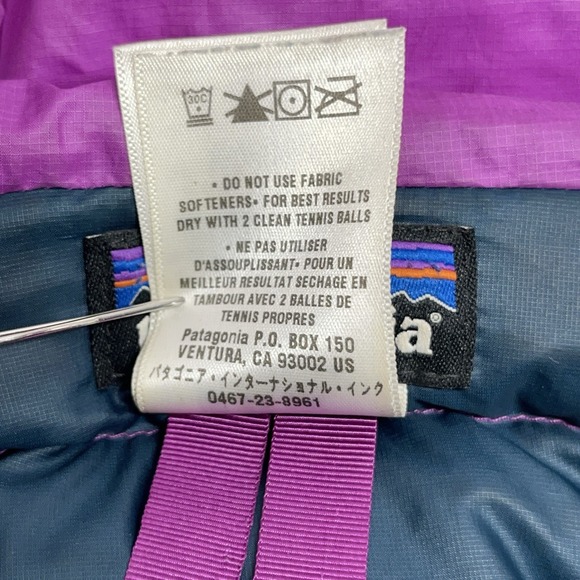 30C
• DO NOT USE FABRIC
SOFTENERS• FOR BEST RESULTS
DRY WITH 2 CLEAN TENNIS BALLS
• NE PAS UTILISER
D'ASSOUPLISSANT• POUR UN
MEILLEUR RESULTAT SECHAGE EN
TAMBOUR AVEC 2 BALLES DE
TENNIS PROPRES
Patagonia P.O. BOX 150
VENTURA, CA 93002 US
パタゴニア・インターナショナル・インク
0467-23-8961
a®